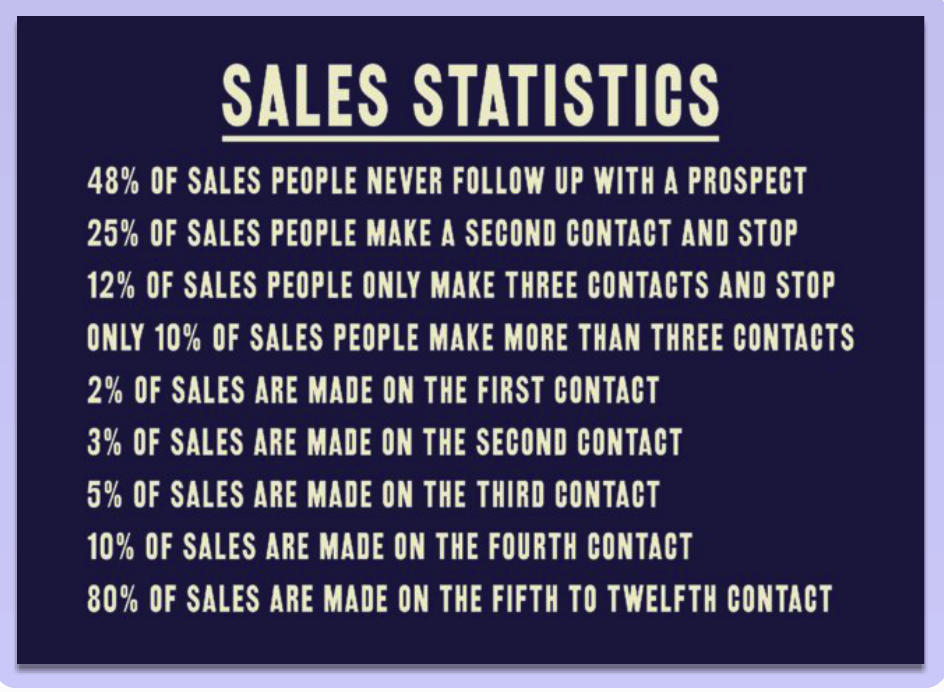 SALES STATISTICS
48% OF SALES PEOPLE NEVER FOLLOW UP WITH A PROSPECT
25% OF SALES PEOPLE MAKE A SECOND CONTACT AND STOP
12% OF SALES PEOPLE ONLY MAKE THREE CONTACTS AND STOP
ONLY 10% OF SALES PEOPLE MAKE MORE THAN THREE CONTACTS
2% OF SALES ARE MADE ON THE FIRST CONTACT
3% OF SALES ARE MADE ON THE SECOND CONTACT
5% OF SALES ARE MADE ON THE THIRD CONTACT
10% OF SALES ARE MADE ON THE FOURTH CONTACT
80% OF SALES ARE MADE ON THE FIFTH TO TWELFTH CONTACT